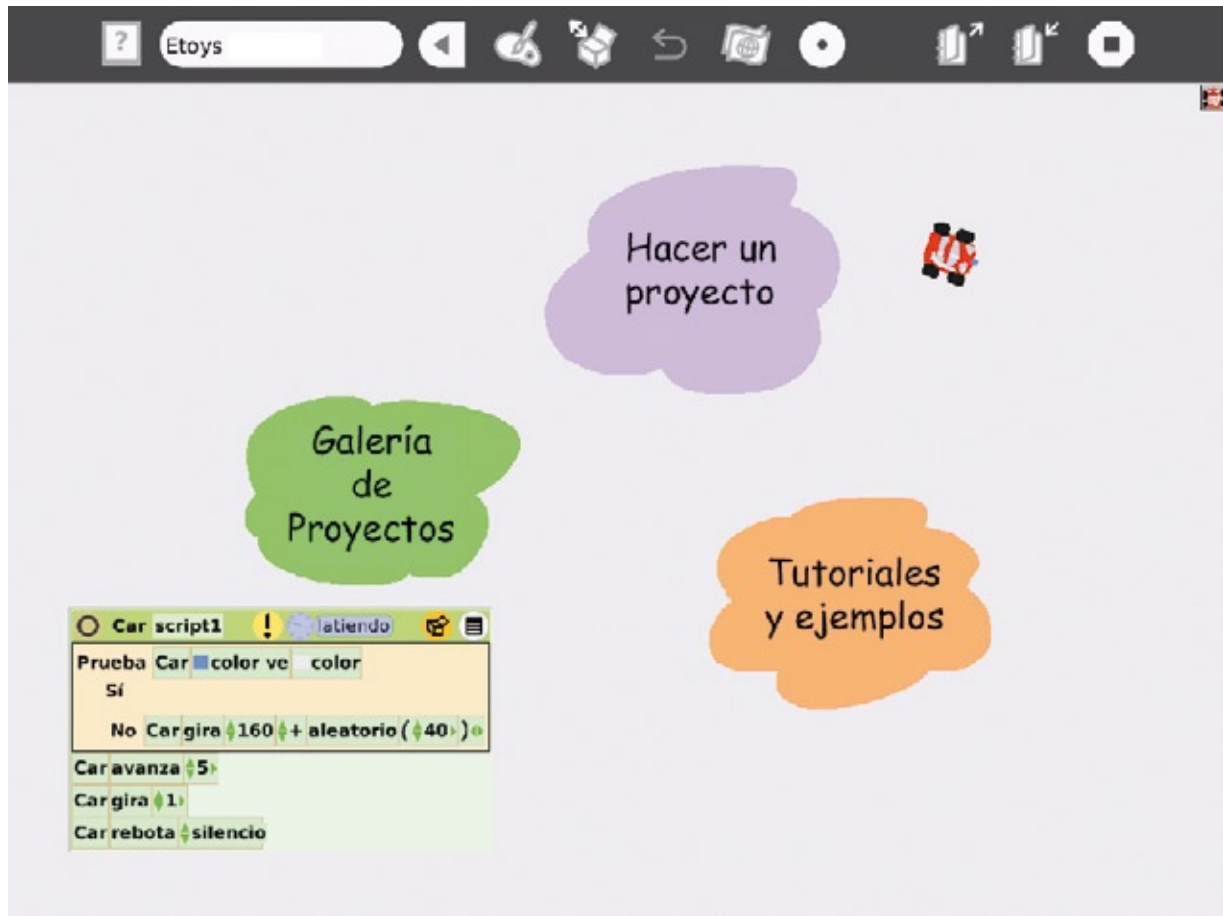 ?
Etoys
Hacer un
proyecto
Galería
de
Proyectos
Tutoriales
y ejemplos
Car script1 ! latiendo
Prueba Car color ve color
Sí
No Car gira 160 + aleatorio ( 40 )
Car avanza 5
Car gira 1
Car rebota silencio